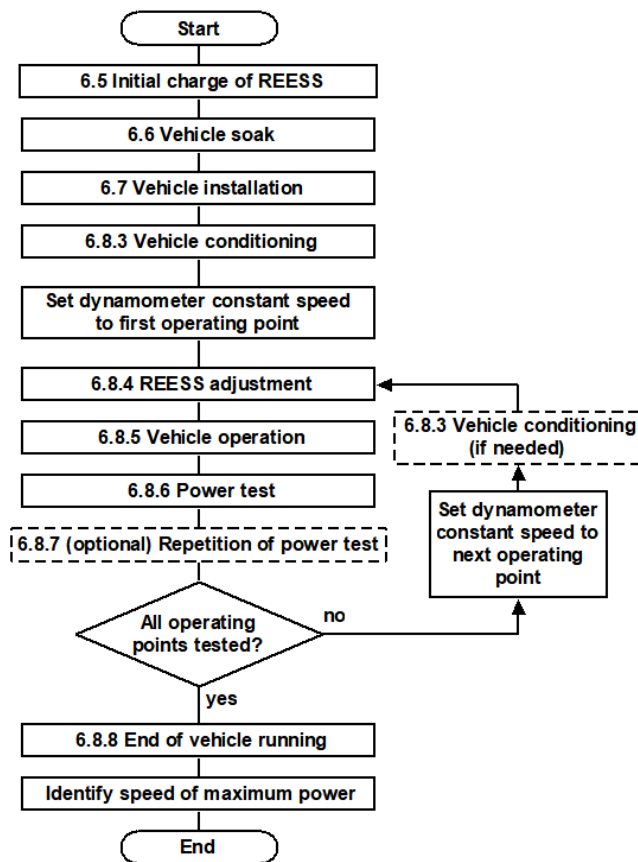 Start
6.5 Initial charge of REESS
6.6 Vehicle soak
6.7 Vehicle installation
6.8.3 Vehicle conditioning
Set dynamometer constant speed
to first operating point
6.8.4 REESS adjustment
6.8.5 Vehicle operation
6.8.6 Power test
6.8.7 (optional) Repetition of power test
All operating
points tested?
no
Set dynamometer
constant speed to
next operating
point
6.8.3 Vehicle conditioning
(if needed)
yes
6.8.8 End of vehicle running
Identify speed of maximum power
End